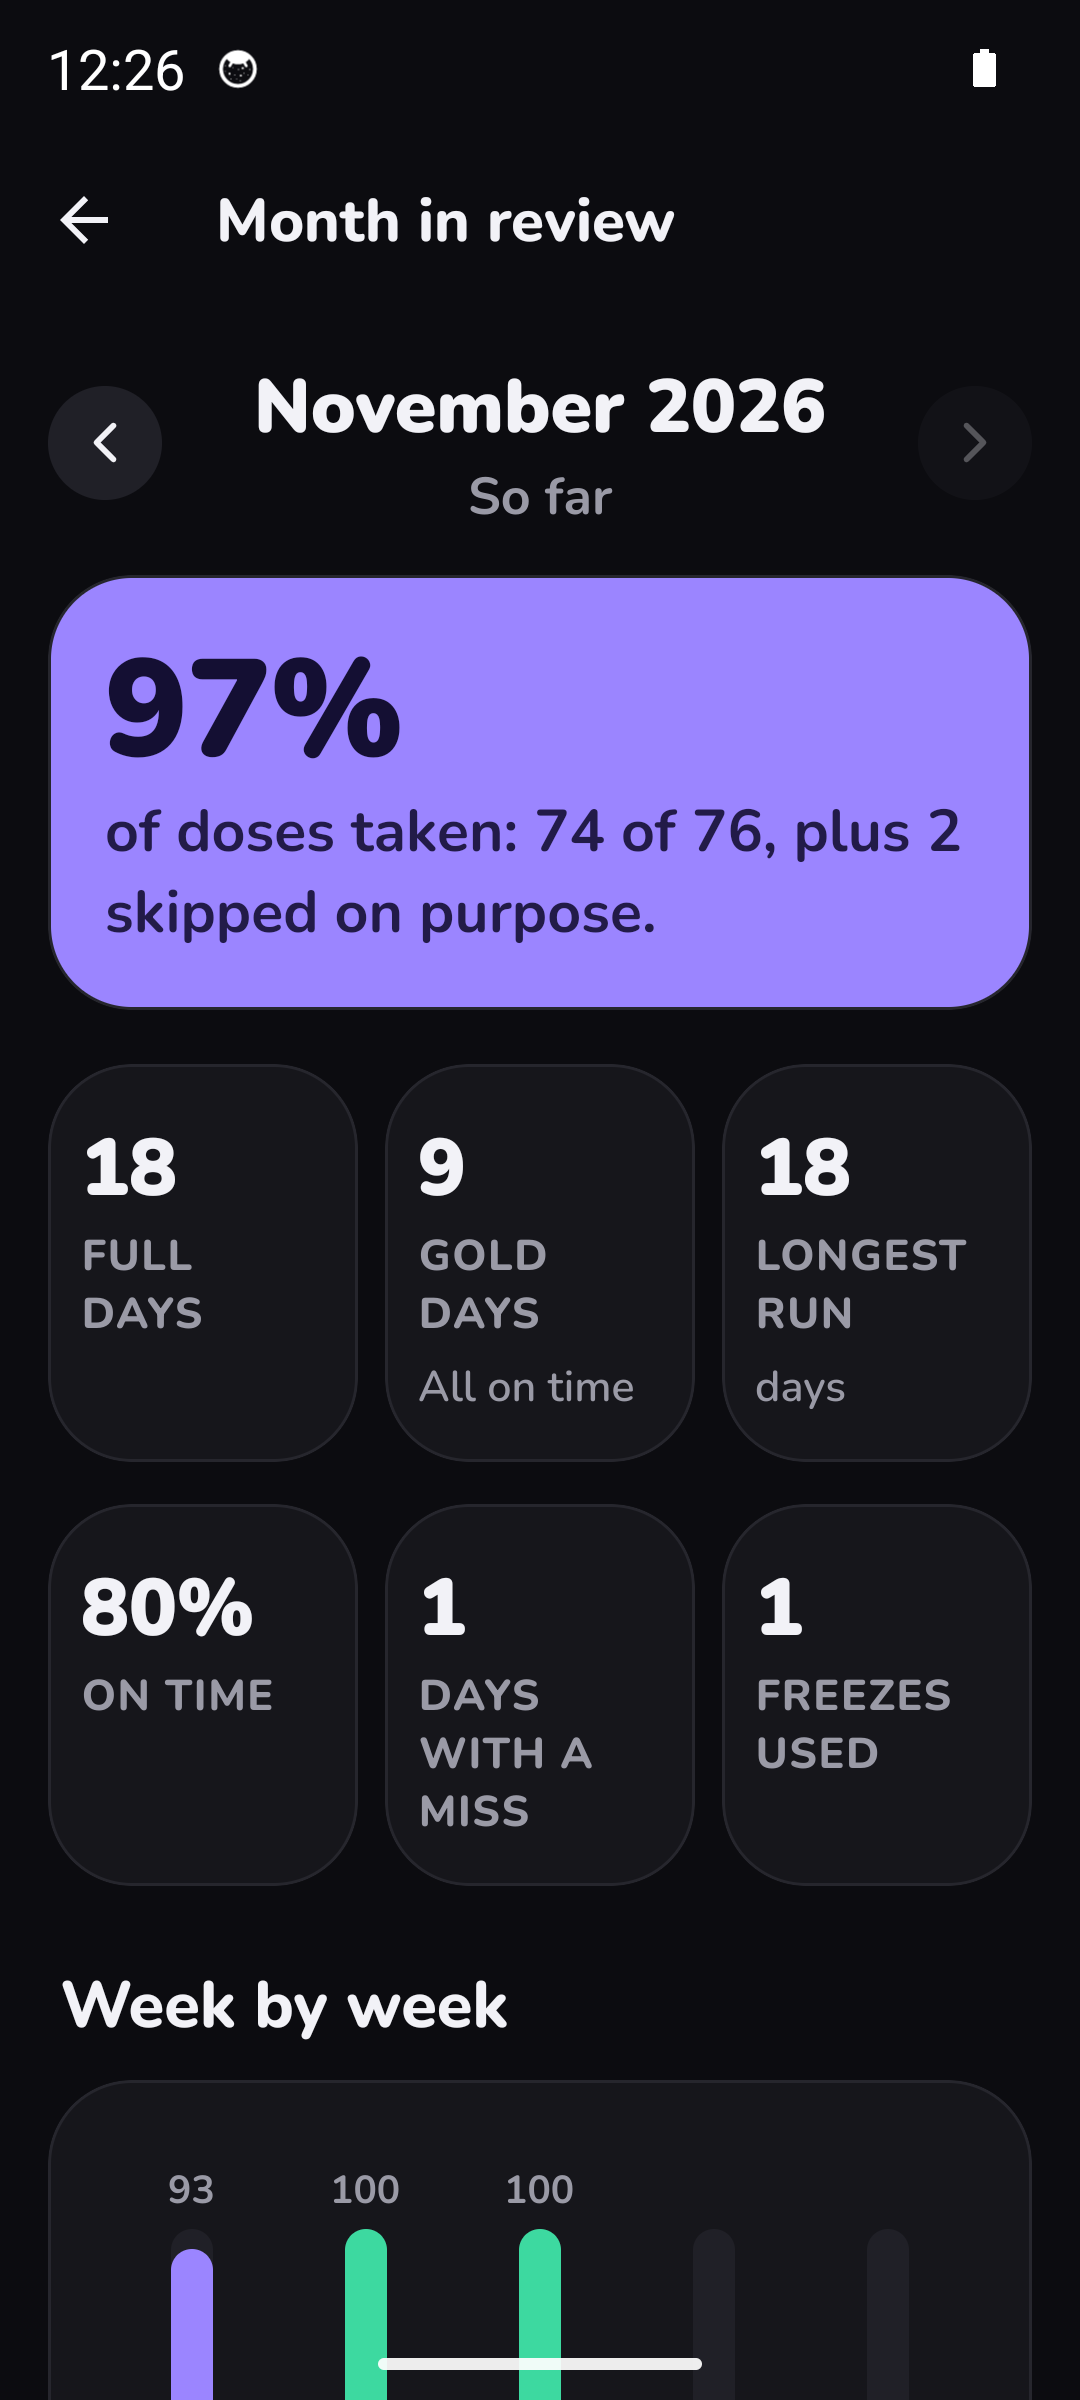 12:26
Month in review
November 2026
So far
97%
of doses taken: 74 of 76, plus 2
skipped on purpose.
18
FULL
DAYS
9
GOLD
DAYS
All on time
18
LONGEST
RUN
days
80%
ON TIME
1
DAYS
WITH A
MISS
1
FREEZES
USED
Week by week
93
100
100